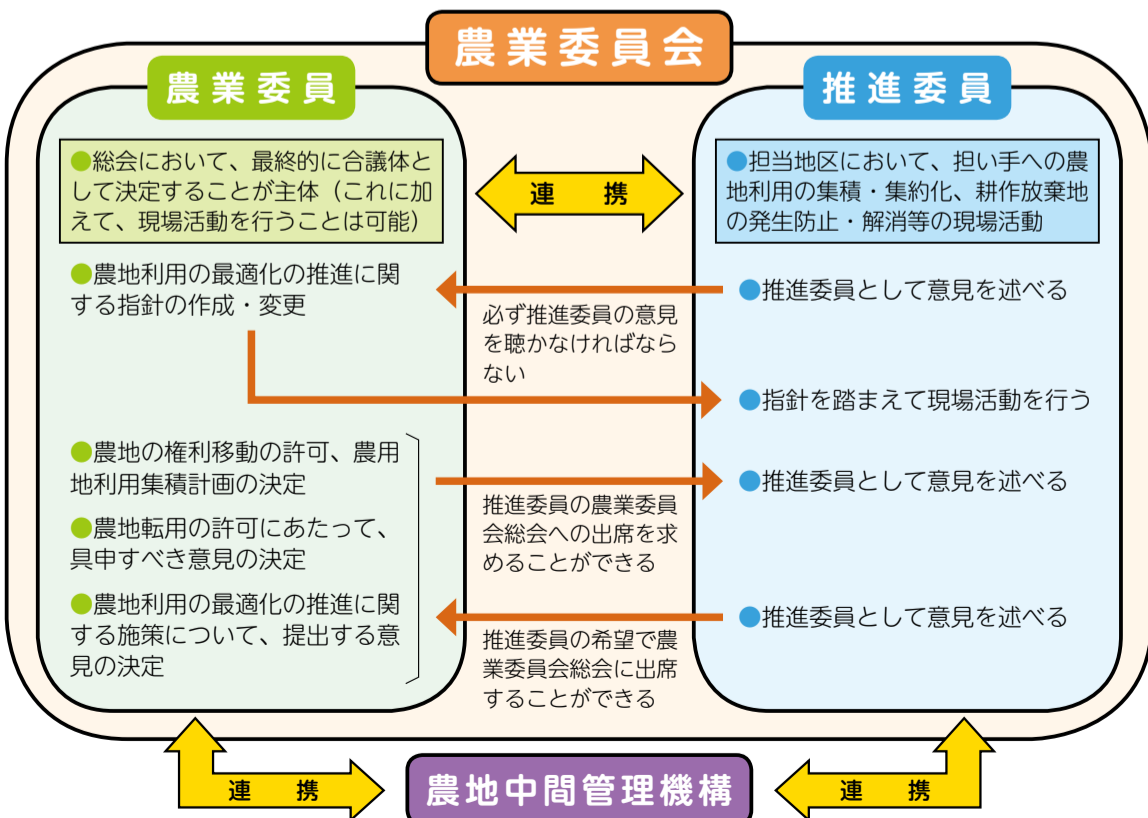 農業委員会
農業委員
●総会において、最終的に合議体と
して決定することが主体（これに加
えて、現場活動を行うことは可能）
●農地利用の最適化の推進に関
する指針の作成・変更
●農地の権利移動の許可、農用
地利用集積計画の決定
●農地転用の許可にあたって、
具申すべき意見の決定
●農地利用の最適化の推進に関
する施策について、提出する意
見の決定
連携
必ず推進委員の意見
を聴かなければなら
ない
推進委員の農業委員
会総会への出席を求
めることができる
推進委員の希望で農
業委員会総会に出席
することができる
推進委員
●担当地区において、担い手への農
地利用の集積・集約化、耕作放棄地
の発生防止・解消等の現場活動
●推進委員として意見を述べる
●指針を踏まえて現場活動を行う
●推進委員として意見を述べる
●推進委員として意見を述べる
連携
農地中間管理機構
連携